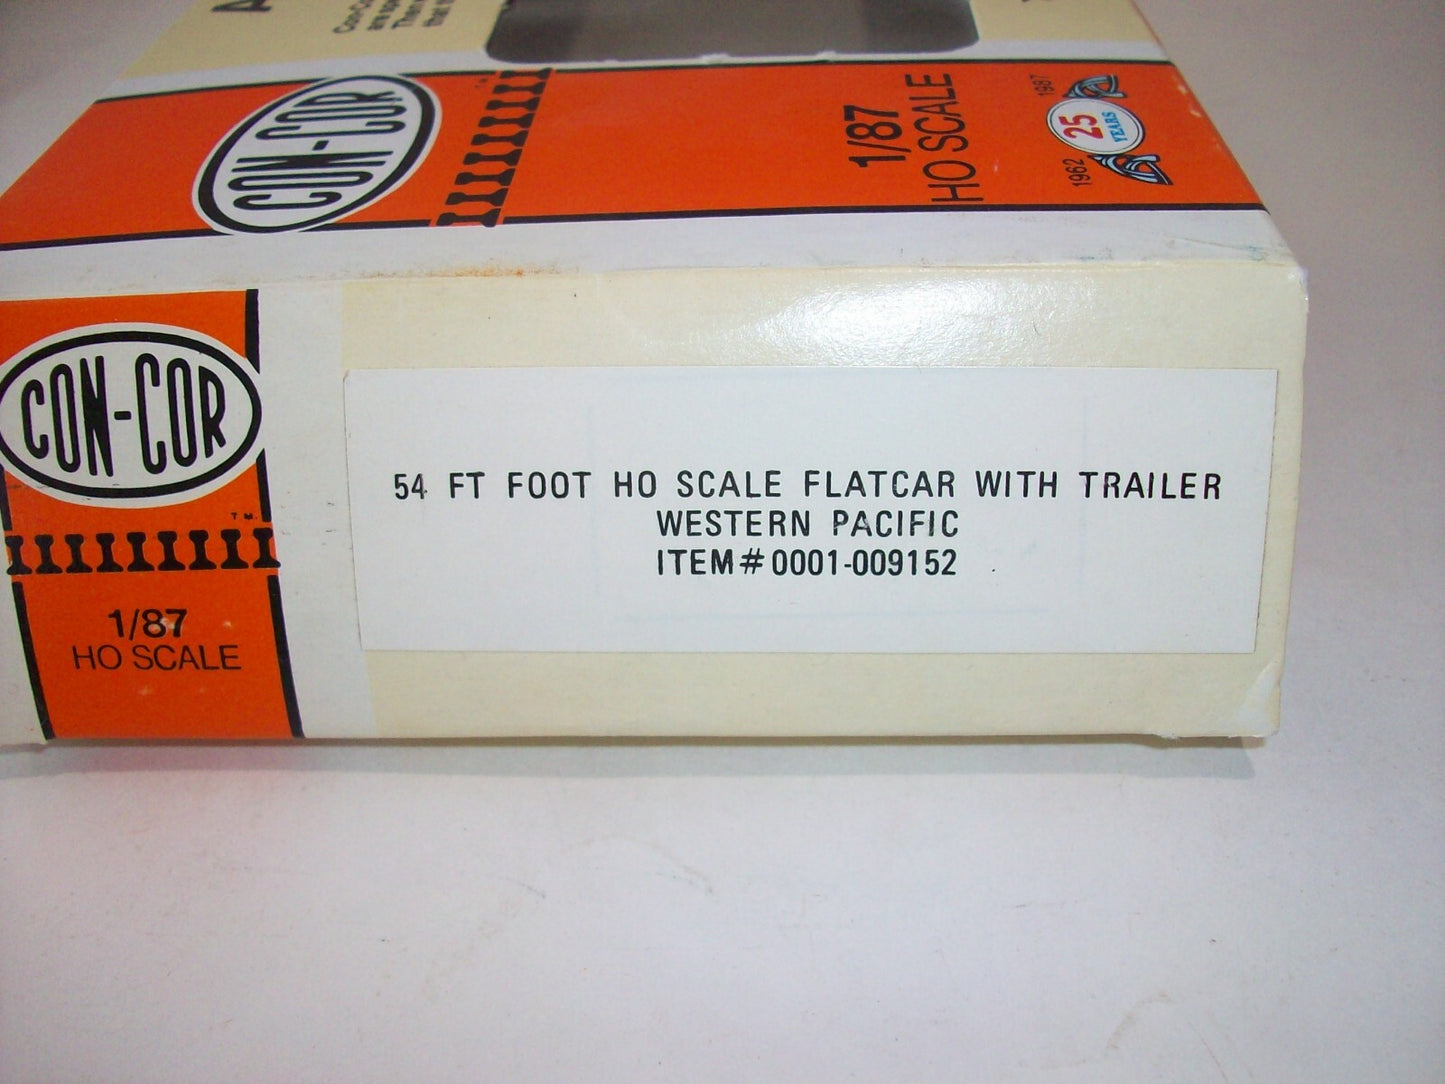 CON-COR
1/87
HO SCALE
1962
25
YEARS
1987
CON-COR
TM
1/87
HO SCALE
54 FT FOOT HO SCALE FLATCAR WITH TRAILER
WESTERN PACIFIC
ITEM#0001-009152